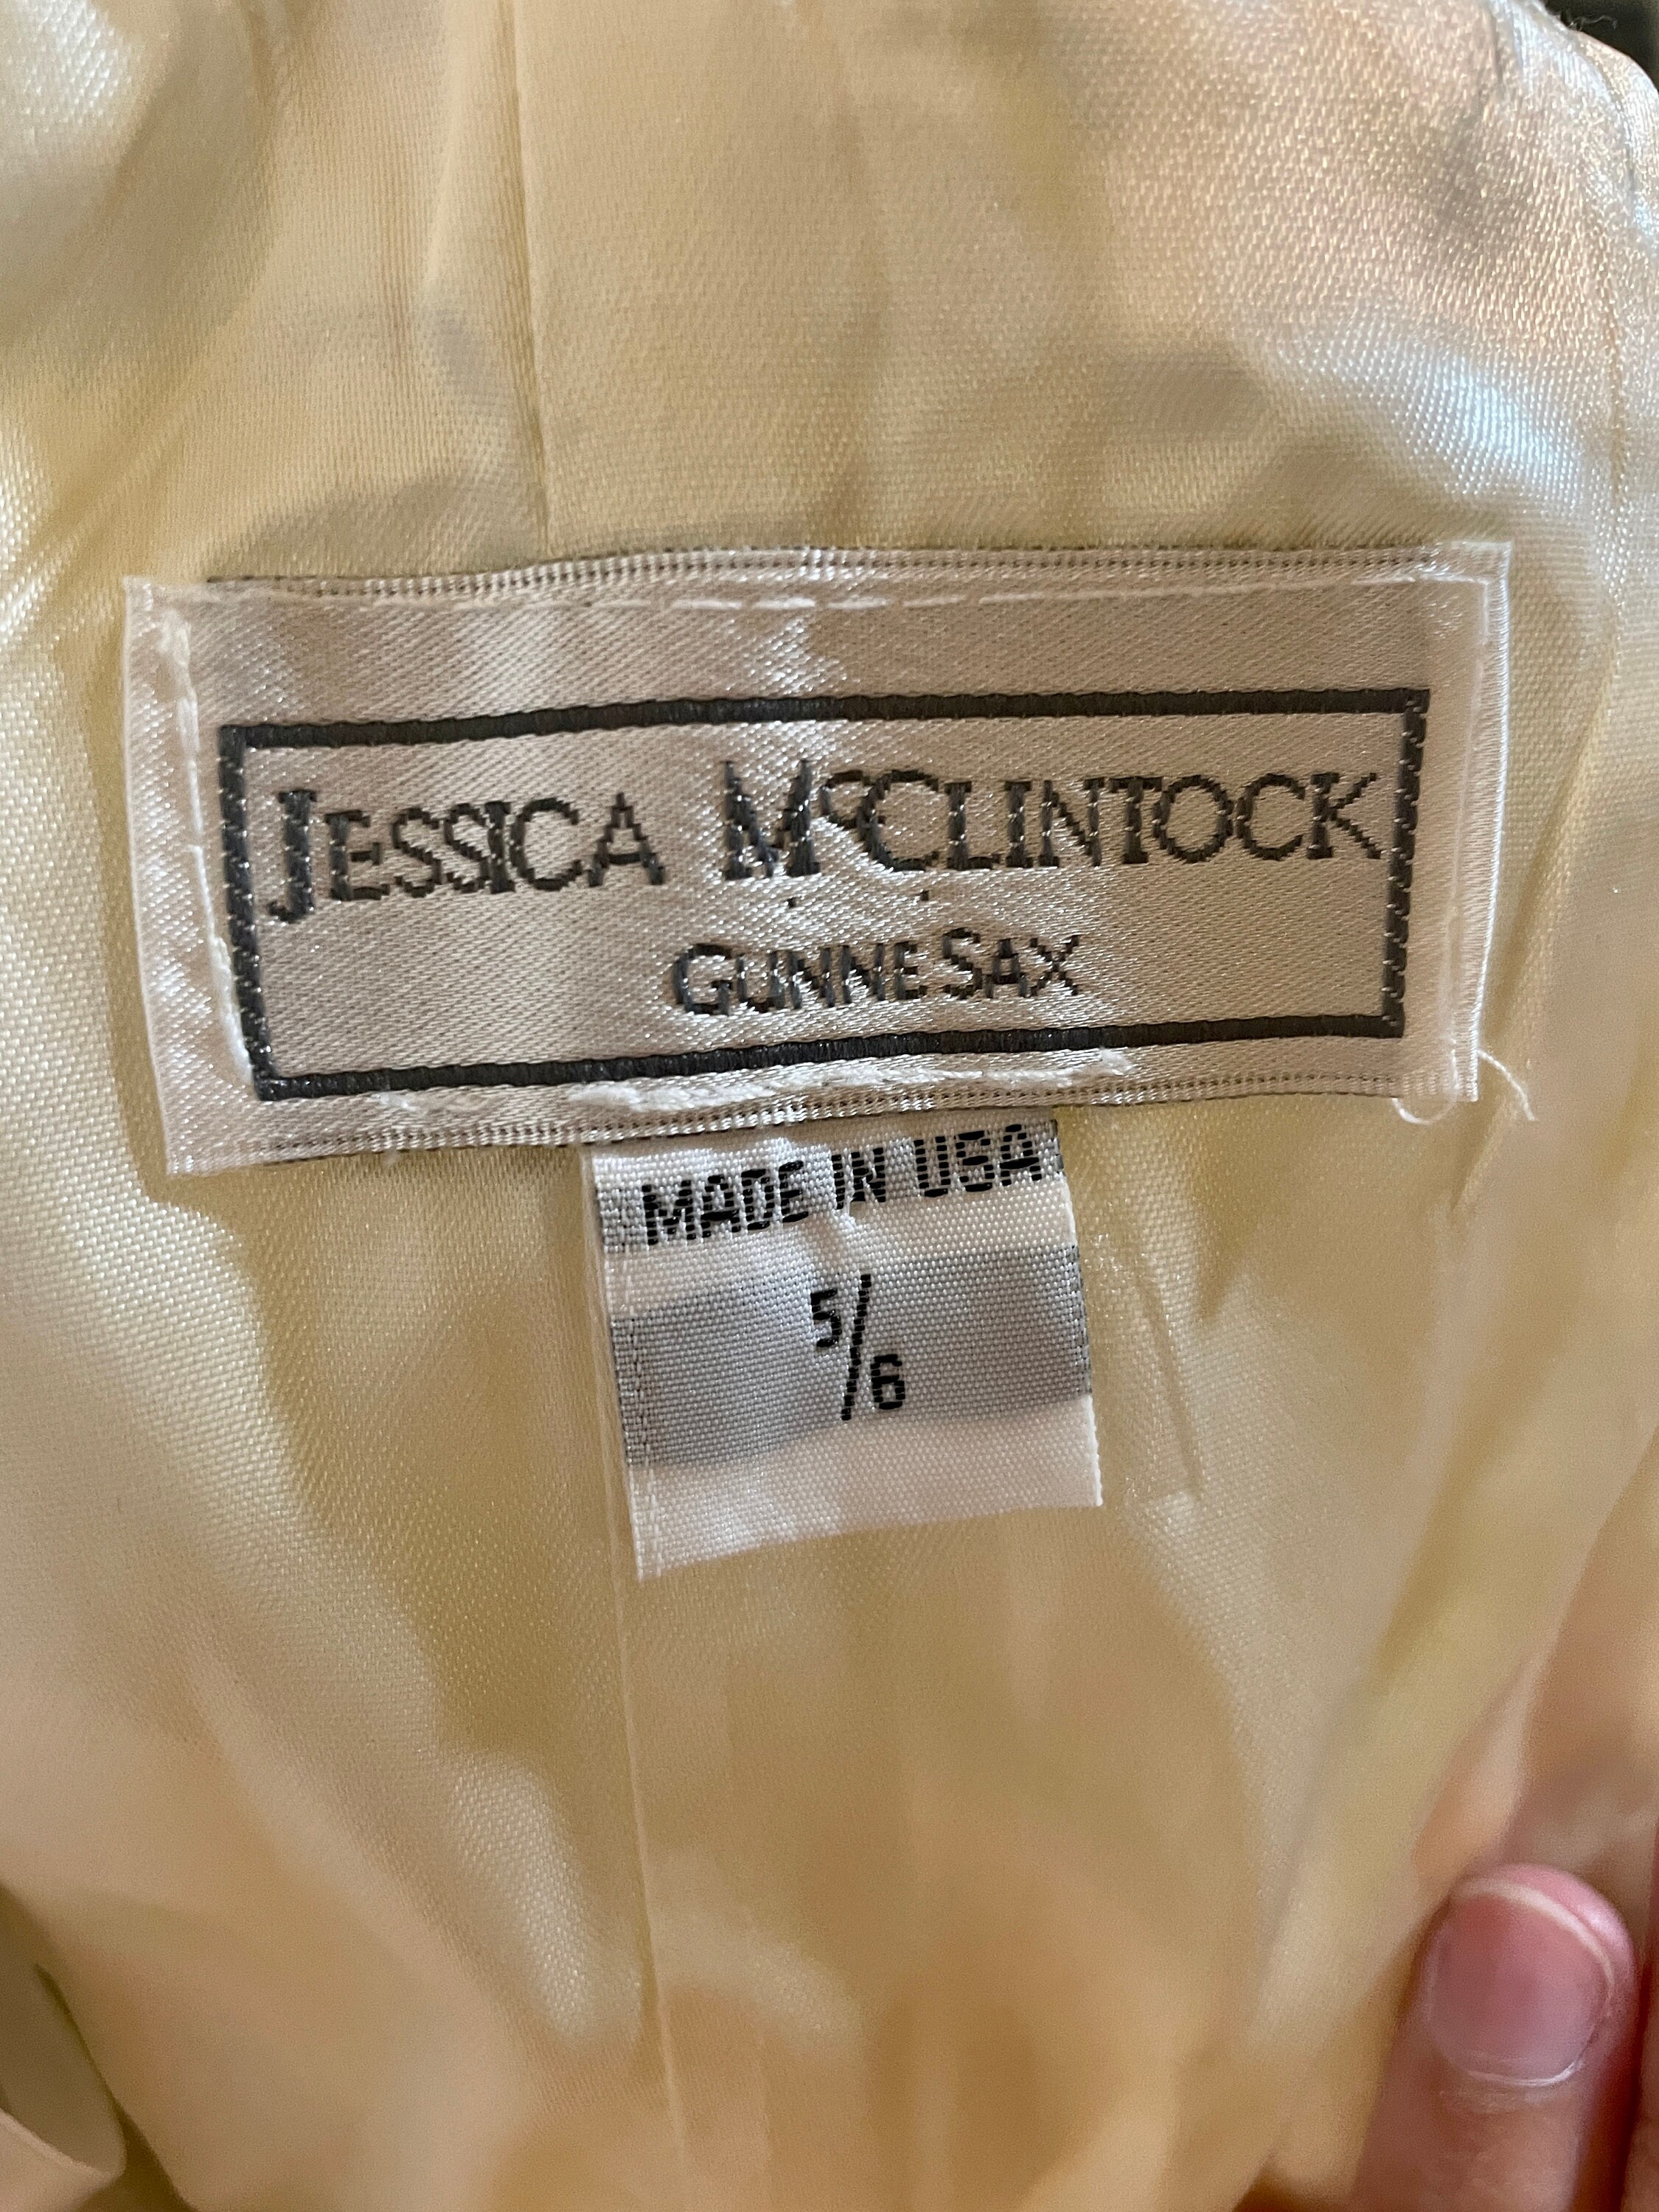 JESSICA McCLINTOCK
GUNNE SAX
MADE IN USA
5/6